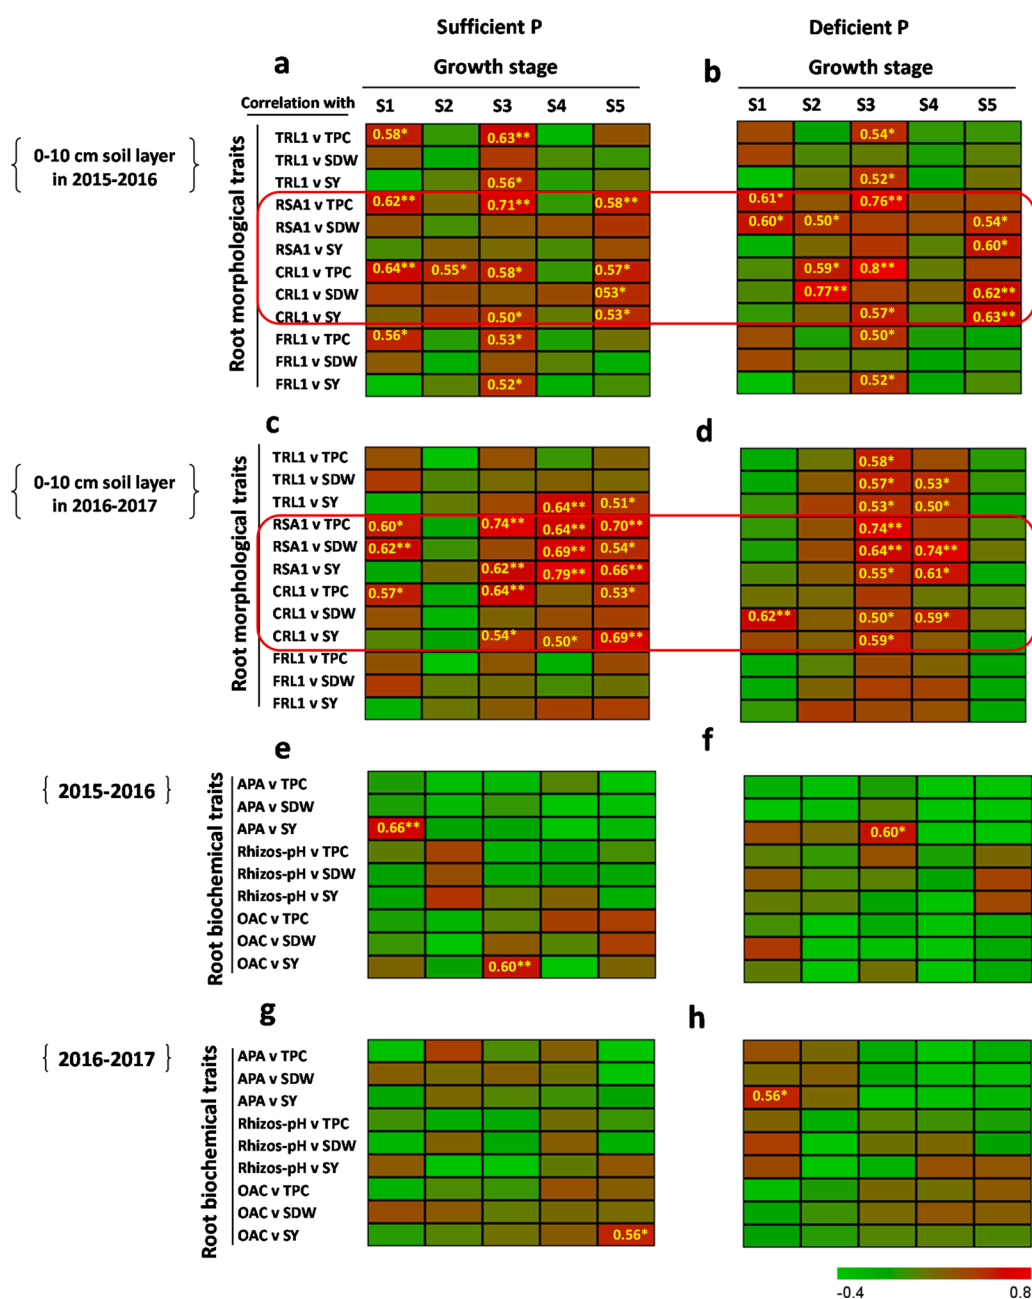 Sufficient P
Deficient P
a
Growth stage
b
Growth stage
Correlation with
S1 S2 S3 S4 S5
S1 S2 S3 S4 S5
0-10 cm soil layer
in 2015-2016
Root morphological traits
TRL1 v TPC 0.58* 0.63** 0.54*
TRL1 v SDW
TRL1 v SY 0.56* 0.52*
RSA1 v TPC 0.62** 0.71** 0.58** 0.61* 0.76**
RSA1 v SDW 0.60* 0.50* 0.54*
RSA1 v SY 0.60*
CRL1 v TPC 0.64** 0.55* 0.58* 0.57* 0.59* 0.8**
CRL1 v SDW 053* 0.77** 0.62**
CRL1 v SY 0.50* 0.53* 0.57* 0.63**
FRL1 v TPC 0.56* 0.53* 0.50*
FRL1 v SDW
FRL1 v SY 0.52* 0.52*
c
d
0-10 cm soil layer
in 2016-2017
Root morphological traits
TRL1 v TPC 0.58*
TRL1 v SDW 0.57* 0.53*
TRL1 v SY 0.64** 0.51* 0.53* 0.50*
RSA1 v TPC 0.60* 0.74** 0.64** 0.70** 0.74**
RSA1 v SDW 0.62** 0.69** 0.54* 0.64** 0.74**
RSA1 v SY 0.62** 0.79** 0.66** 0.55* 0.61*
CRL1 v TPC 0.57* 0.64** 0.53*
CRL1 v SDW 0.62** 0.50* 0.59*
CRL1 v SY 0.54* 0.50* 0.69** 0.59*
FRL1 v TPC
FRL1 v SDW
FRL1 v SY
e
f
2015-2016
Root biochemical traits
APA v TPC
APA v SDW
APA v SY 0.66** 0.60*
Rhizos-pH v TPC
Rhizos-pH v SDW
Rhizos-pH v SY
OAC v TPC
OAC v SDW
OAC v SY 0.60**
g
h
2016-2017
Root biochemical traits
APA v TPC
APA v SDW
APA v SY 0.56*
Rhizos-pH v TPC
Rhizos-pH v SDW
Rhizos-pH v SY
OAC v TPC
OAC v SDW
OAC v SY 0.56*
-0.4 0.8